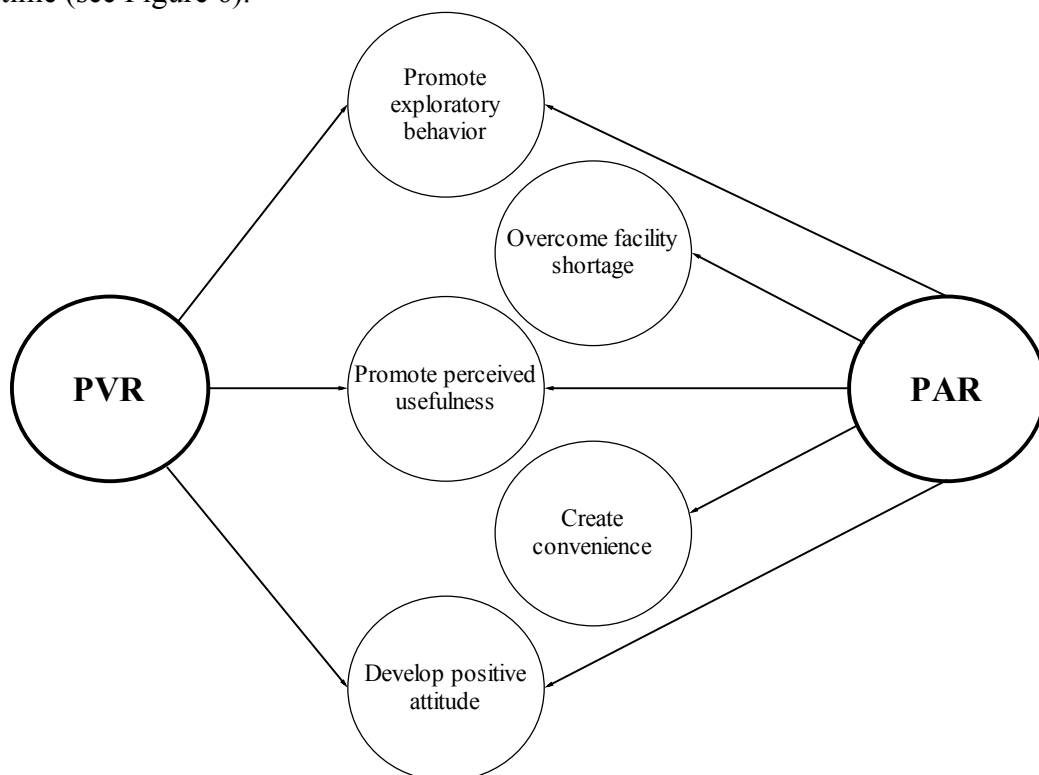 time (see Figure 6).
Promote
exploratory
behavior
Overcome facility
shortage
PVR
Promote perceived
usefulness
PAR
Create
convenience
Develop positive
attitude